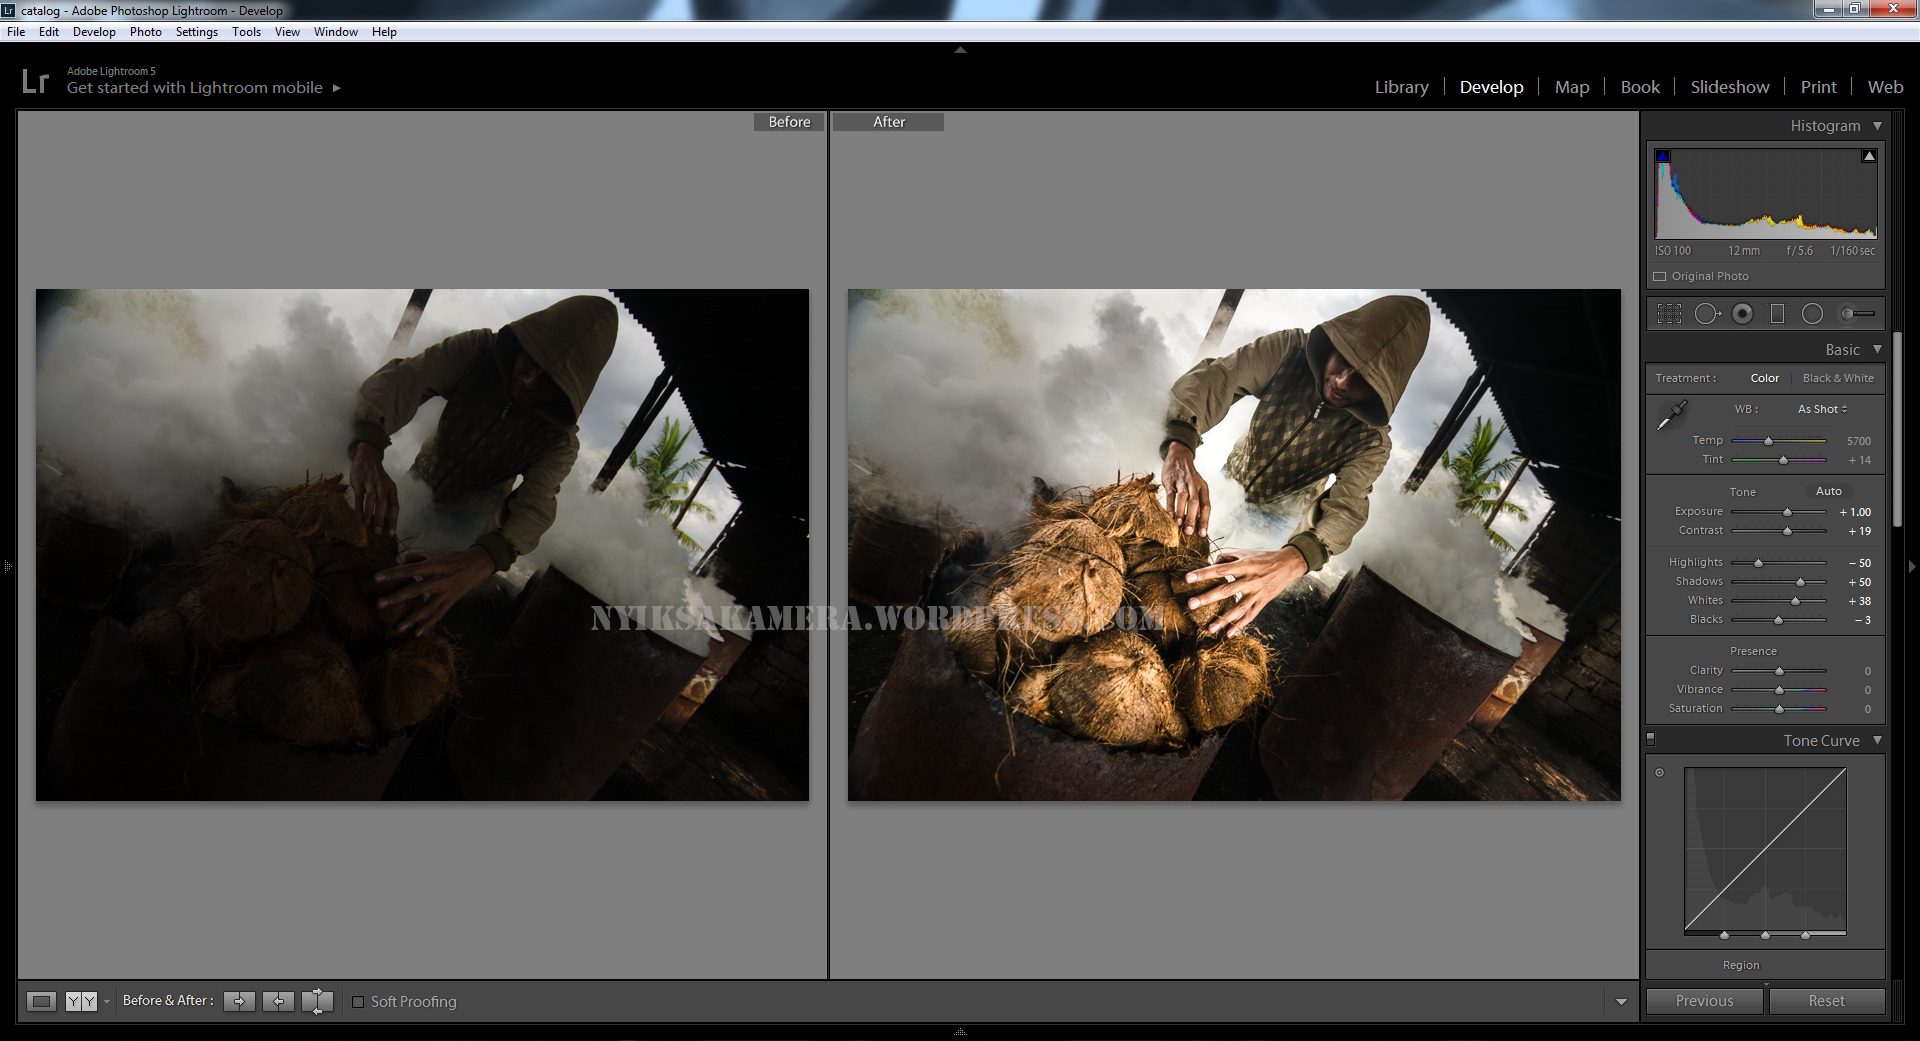 Lr catalog - Adobe Photoshop Lightroom - Develop
File Edit Develop Photo Settings Tools View Window Help
Lr Adobe Lightroom 5
Get started with Lightroom mobile
Library Develop Map Book Slideshow Print Web
Before After
Histogram
ISO 100 12 mm f / 5.6 1/160 sec
Original Photo
Basic
Treatment : Color Black & White
WB : As Shot
Temp 5700
Tint + 14
Tone Auto
Exposure + 1.00
Contrast + 19
Highlights – 50
Shadows + 50
Whites + 38
Blacks – 3
Presence
Clarity 0
Vibrance 0
Saturation 0
Tone Curve
Region
NYIKSAKAMERA.WORDPRESS.COM
YY Before & After : Soft Proofing
Previous Reset